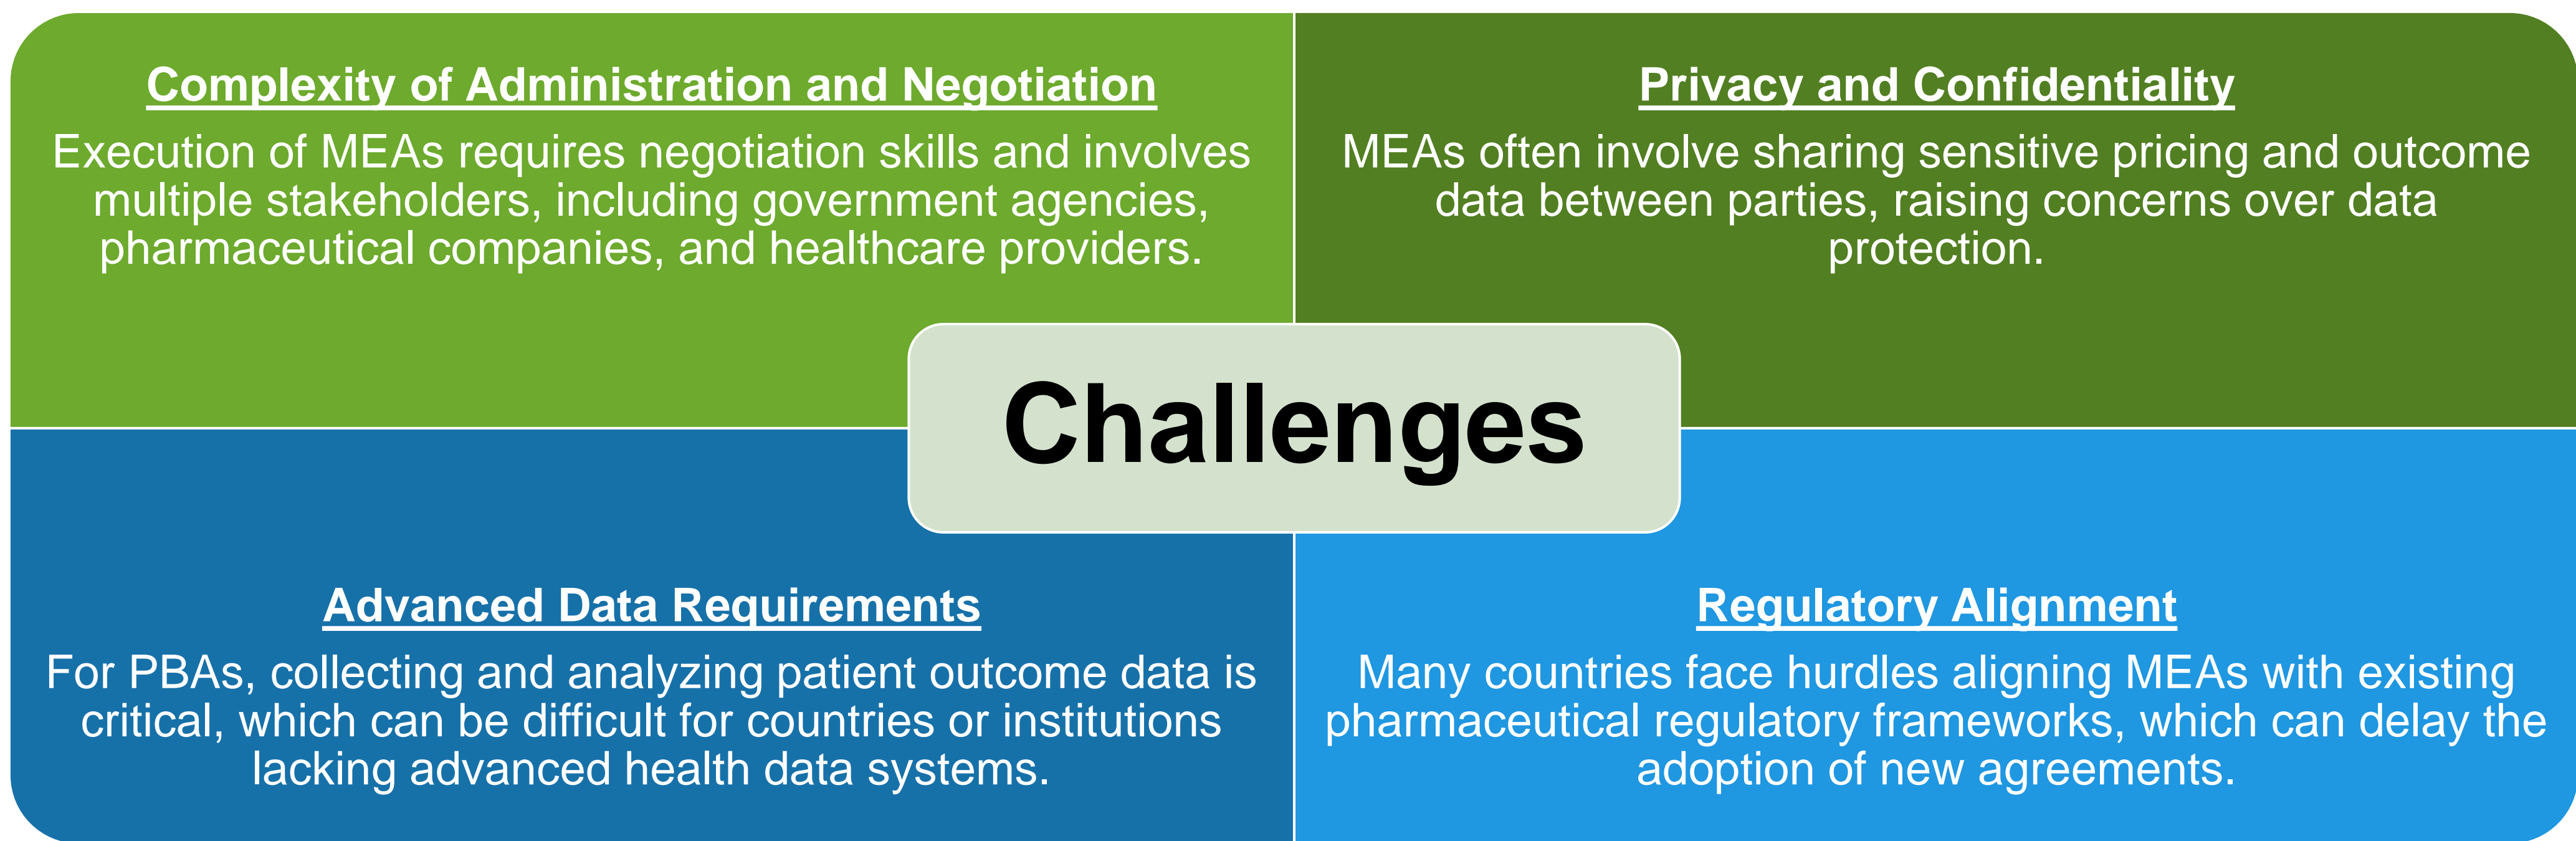 Complexity of Administration and Negotiation
Execution of MEAs requires negotiation skills and involves
multiple stakeholders, including government agencies,
pharmaceutical companies, and healthcare providers.
Privacy and Confidentiality
MEAs often involve sharing sensitive pricing and outcome
data between parties, raising concerns over data
protection.
Challenges
Advanced Data Requirements
For PBAs, collecting and analyzing patient outcome data is
critical, which can be difficult for countries or institutions
lacking advanced health data systems.
Regulatory Alignment
Many countries face hurdles aligning MEAs with existing
pharmaceutical regulatory frameworks, which can delay the
adoption of new agreements.